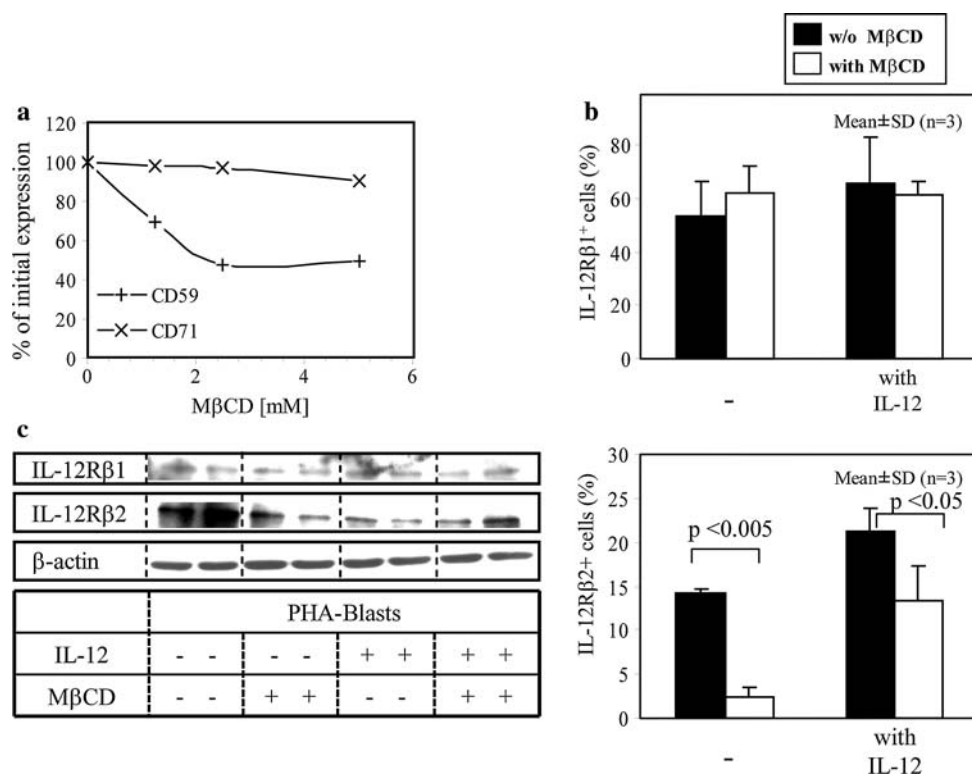 w/o MβCD
with MβCD
a
120
100
80
60
40
20
0
% of initial expression
CD59
CD71
0
2
4
6
MβCD [mM]
b
Mean±SD (n=3)
80
60
40
20
0
IL-12Rβ1+ cells (%)
-
with
IL-12
c
IL-12Rβ1
IL-12Rβ2
β-actin
PHA-Blasts
IL-12 - - - - + + + +
MβCD - - + + - - + +
Mean±SD (n=3)
30
25
20
15
10
5
0
IL-12Rβ2+ cells (%)
p <0.005
p <0.05
-
with
IL-12